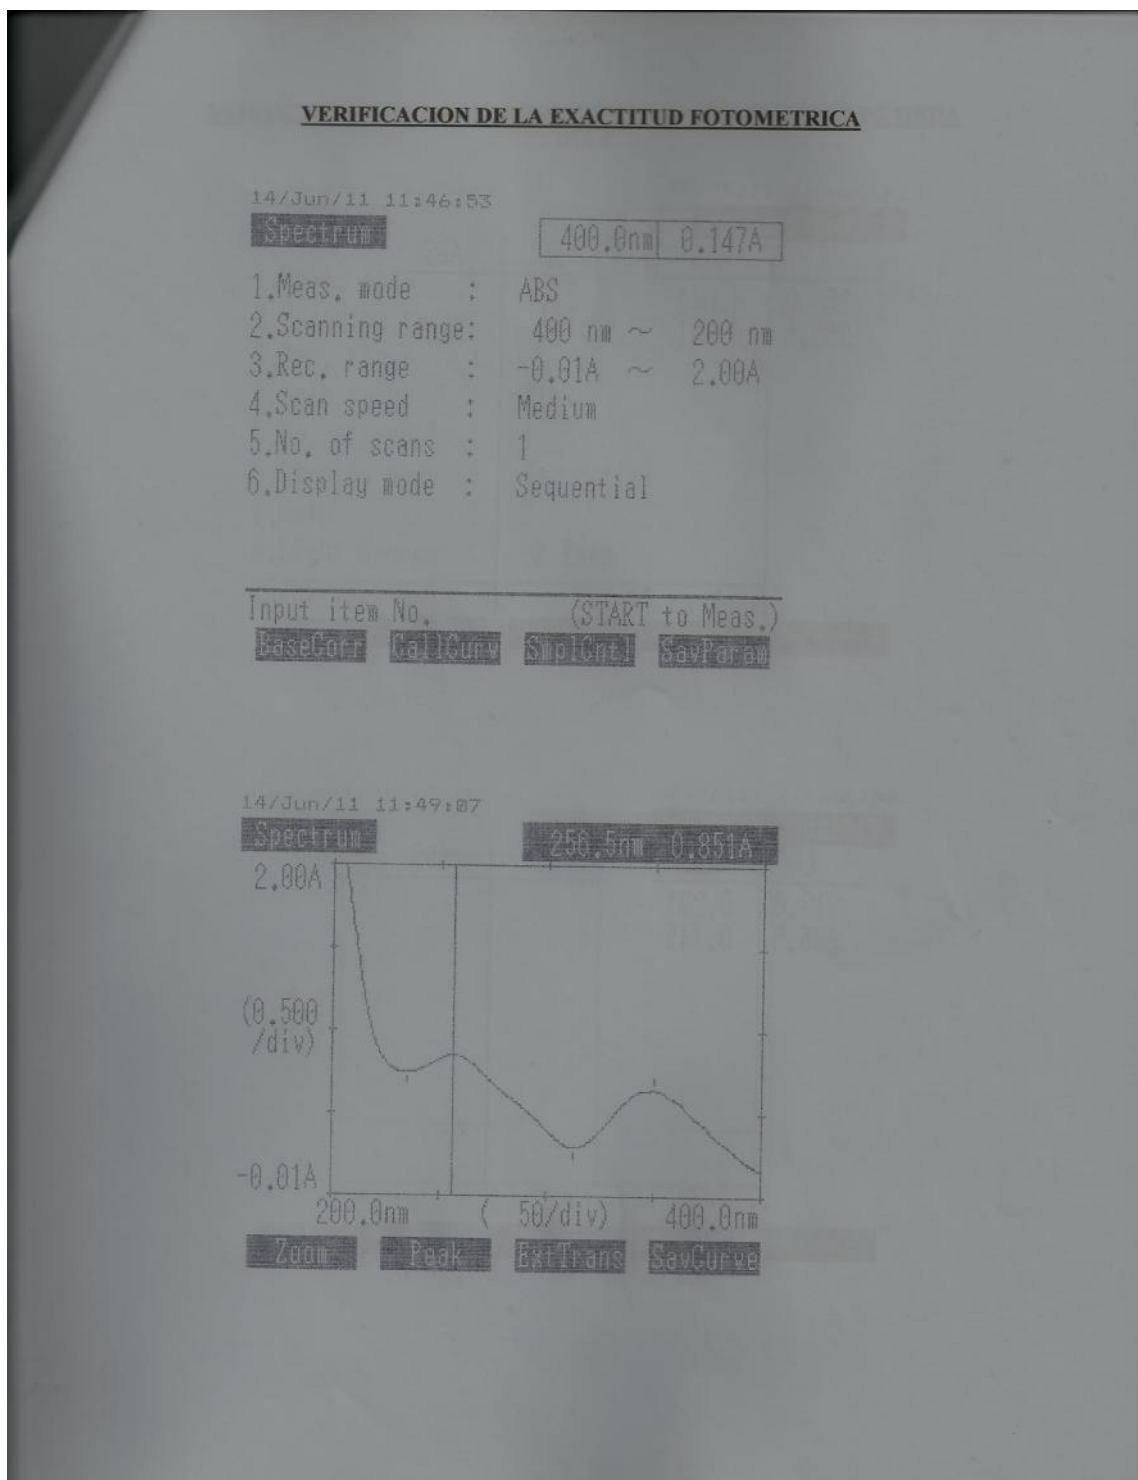 VERIFICACION DE LA EXACTITUD FOTOMETRICA
14/Jun/11 11:46:53
Spectrum 400.0nm 0.147A
1.Meas. mode : ABS
2.Scanning range: 400 nm ~ 200 nm
3.Rec. range : -0.01A ~ 2.00A
4.Scan speed : Medium
5.No. of scans : 1
6.Display mode : Sequential
Input item No. (START to Meas.)
BaseCorr CallCurv SmplCntl SavParam
14/Jun/11 11:49:07
Spectrum 256.5nm 0.851A
2.00A
(0.500
/div)
-0.01A
200.0nm ( 50/div) 400.0nm
Zoom Peak ExtTrans SavCurve